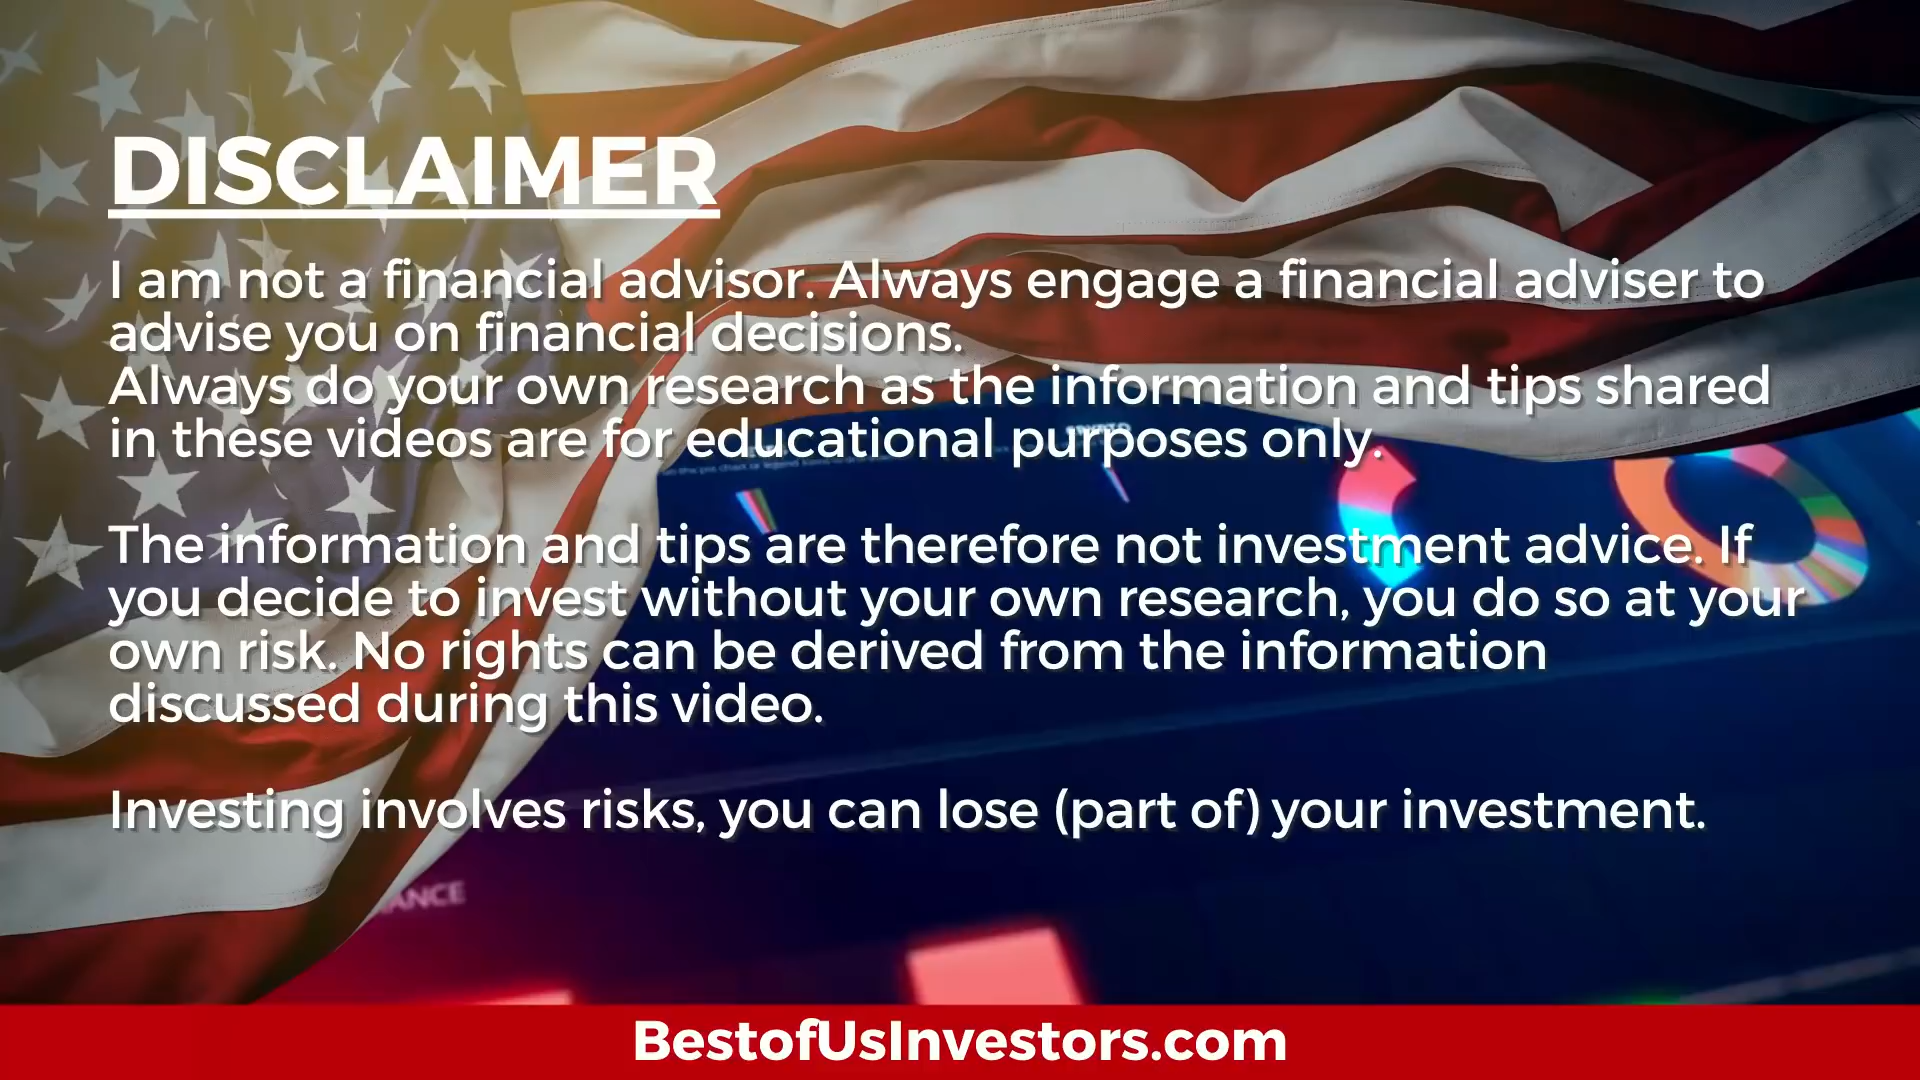 DISCLAIMER
I am not a financial advisor. Always engage a financial adviser to
advise you on financial decisions.
Always do your own research as the information and tips shared
in these videos are for educational purposes only.
The information and tips are therefore not investment advice. If
you decide to invest without your own research, you do so at your
own risk. No rights can be derived from the information
discussed during this video.
Investing involves risks, you can lose (part of) your investment.
BestofUsInvestors.com